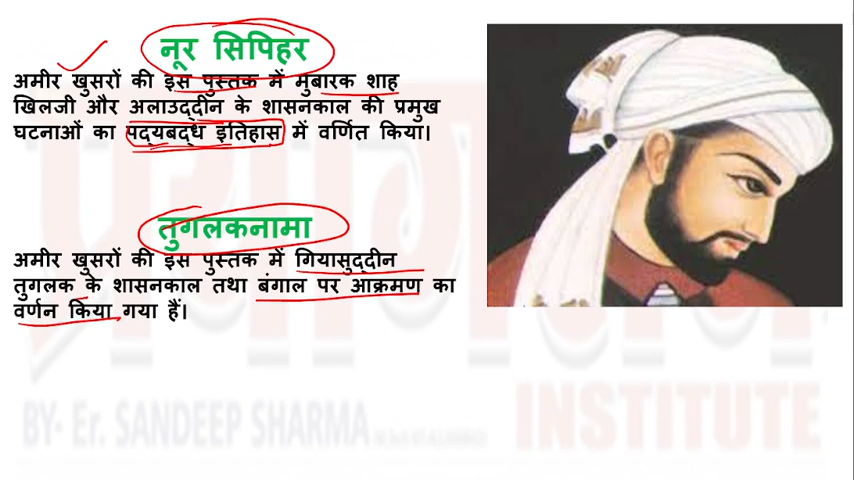 नूर सिपिहर
अमीर खुसरों की इस पुस्तक में मुबारक शाह
खिलजी और अलाउद्दीन के शासनकाल की प्रमुख
घटनाओं का पद्यबद्ध इतिहास में वर्णित किया।
तुगलकनामा
अमीर खुसरों की इस पुस्तक में गियासुद्दीन
तुगलक के शासनकाल तथा बंगाल पर आक्रमण का
वर्णन किया गया हैं।
BY- Er. SANDEEP SHARMA
INSTITUTE